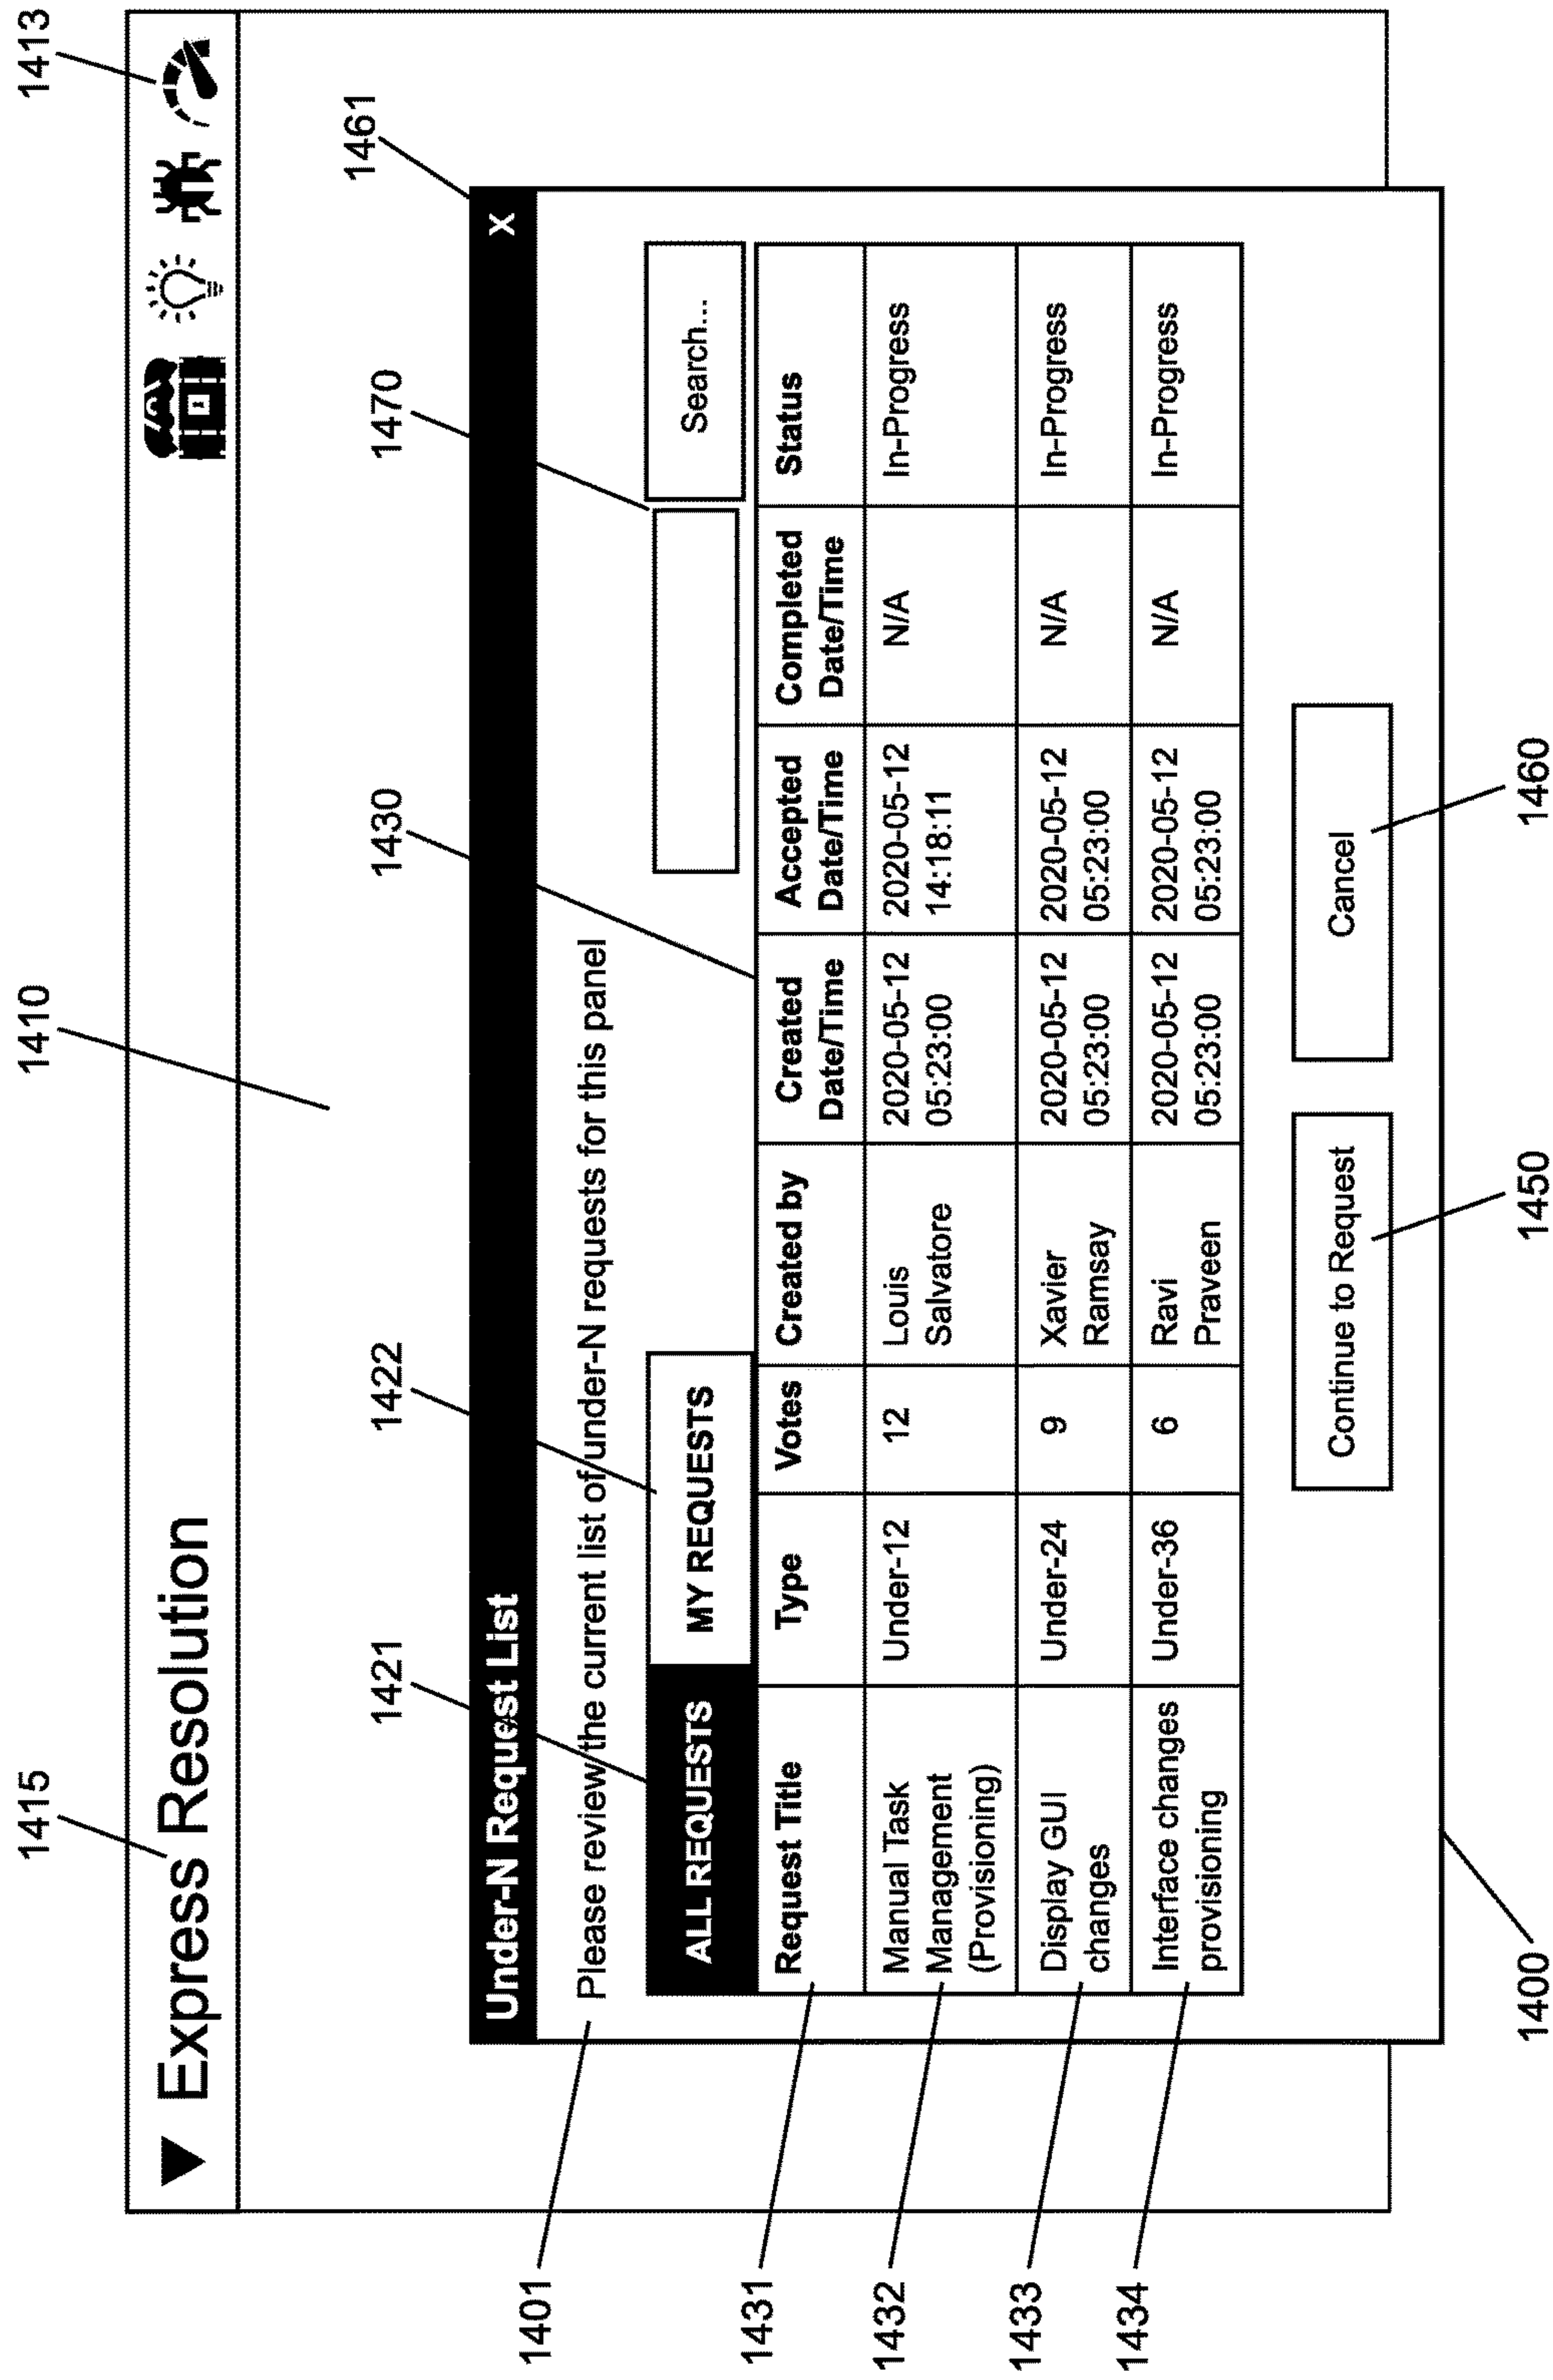 1415
1410
1413
Express Resolution
1421
1422
1430
1470
1461
Under-N Request List
X
1401
Please review the current list of under-N requests for this panel
ALL REQUESTS
MY REQUESTS
Search...
1431
Request Title Type Votes Created by Created Date/Time Accepted Date/Time Completed Date/Time Status
1432
Manual Task Management (Provisioning) Under-12 12 Louis Salvatore 2020-05-12 05:23:00 2020-05-12 14:18:11 N/A In-Progress
1433
Display GUI changes Under-24 9 Xavier Ramsay 2020-05-12 05:23:00 2020-05-12 05:23:00 N/A In-Progress
1434
Interface changes provisioning Under-36 6 Ravi Praveen 2020-05-12 05:23:00 2020-05-12 05:23:00 N/A In-Progress
Continue to Request
Cancel
1400
1450
1460